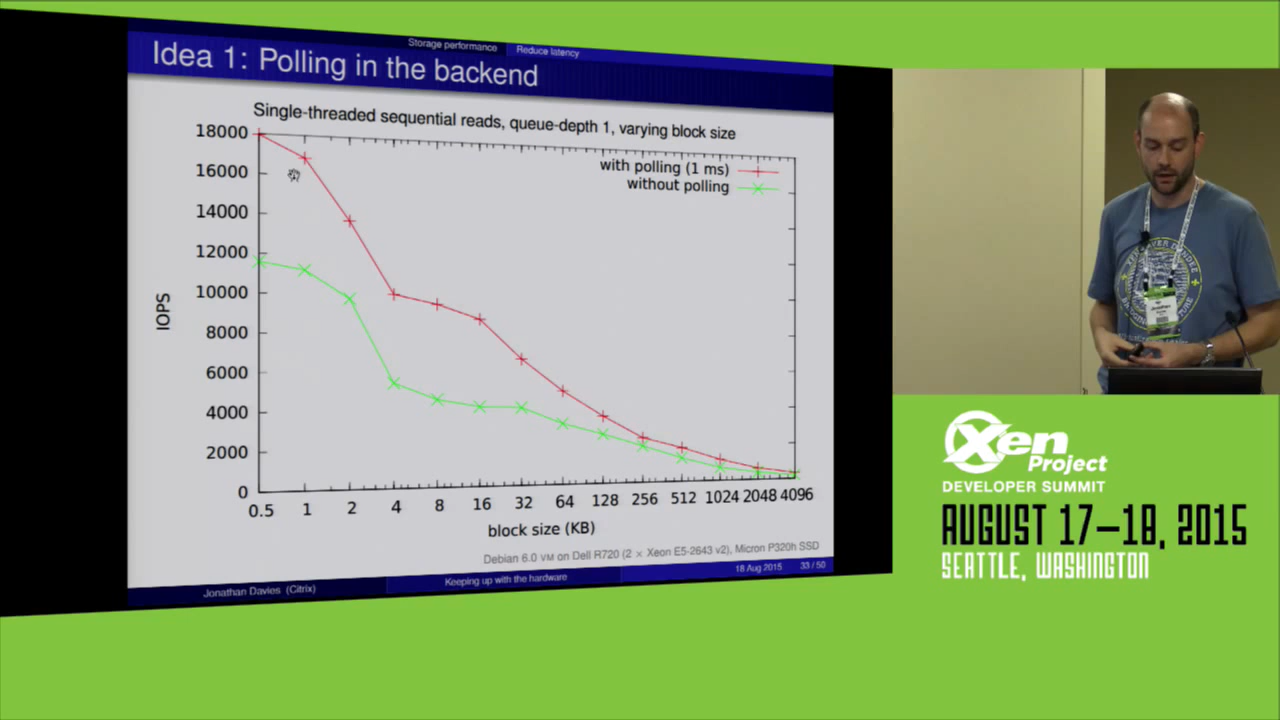 Storage performance Reduce latency
Idea 1: Polling in the backend
Single-threaded sequential reads, queue-depth 1, varying block size
18000
16000
14000
12000
10000
8000
6000
4000
2000
0
IOPS
with polling (1 ms)
without polling
0.5 1 2 4 8 16 32 64 128 256 512 1024 2048 4096
block size (KB)
Debian 6.0 VM on Dell R720 (2 × Xeon E5-2643 v2), Micron P320h SSD
Jonathan Davies (Citrix) Keeping up with the hardware 18 Aug 2015 33 / 50
Xen
Project
DEVELOPER SUMMIT
AUGUST 17–18, 2015
SEATTLE, WASHINGTON